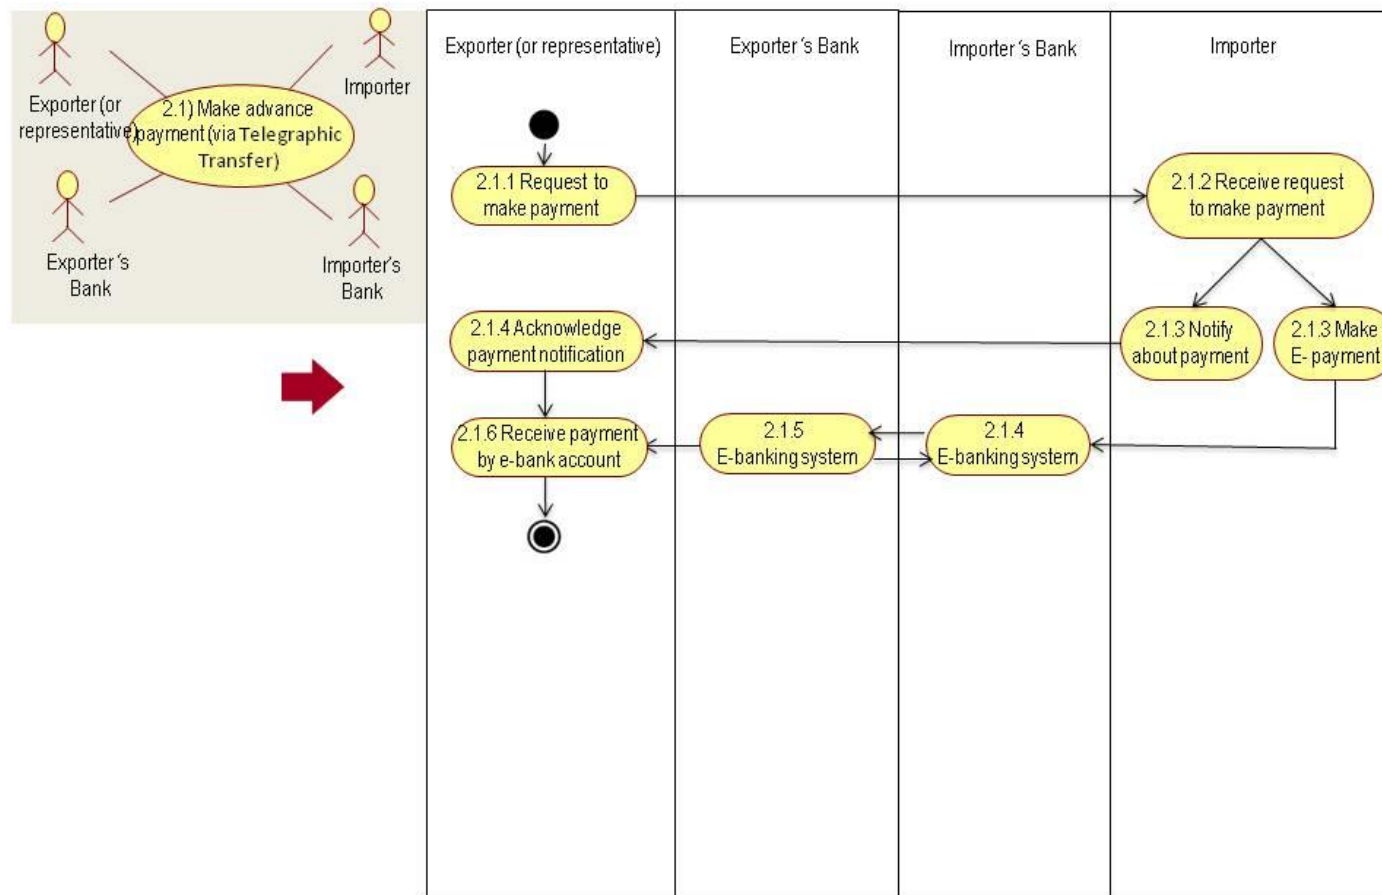 Exporter (or
representative)
Importer
2.1) Make advance
payment (via Telegraphic
Transfer)
Exporter´s
Bank
Importer's
Bank
Exporter (or representative)
Exporter´s Bank
Importer´s Bank
Importer
2.1.1 Request to
make payment
2.1.2 Receive request
to make payment
2.1.4 Acknowledge
payment notification
2.1.3 Notify
about payment
2.1.3 Make
E- payment
2.1.6 Receive payment
by e-bank account
2.1.5
E-banking system
2.1.4
E-banking system